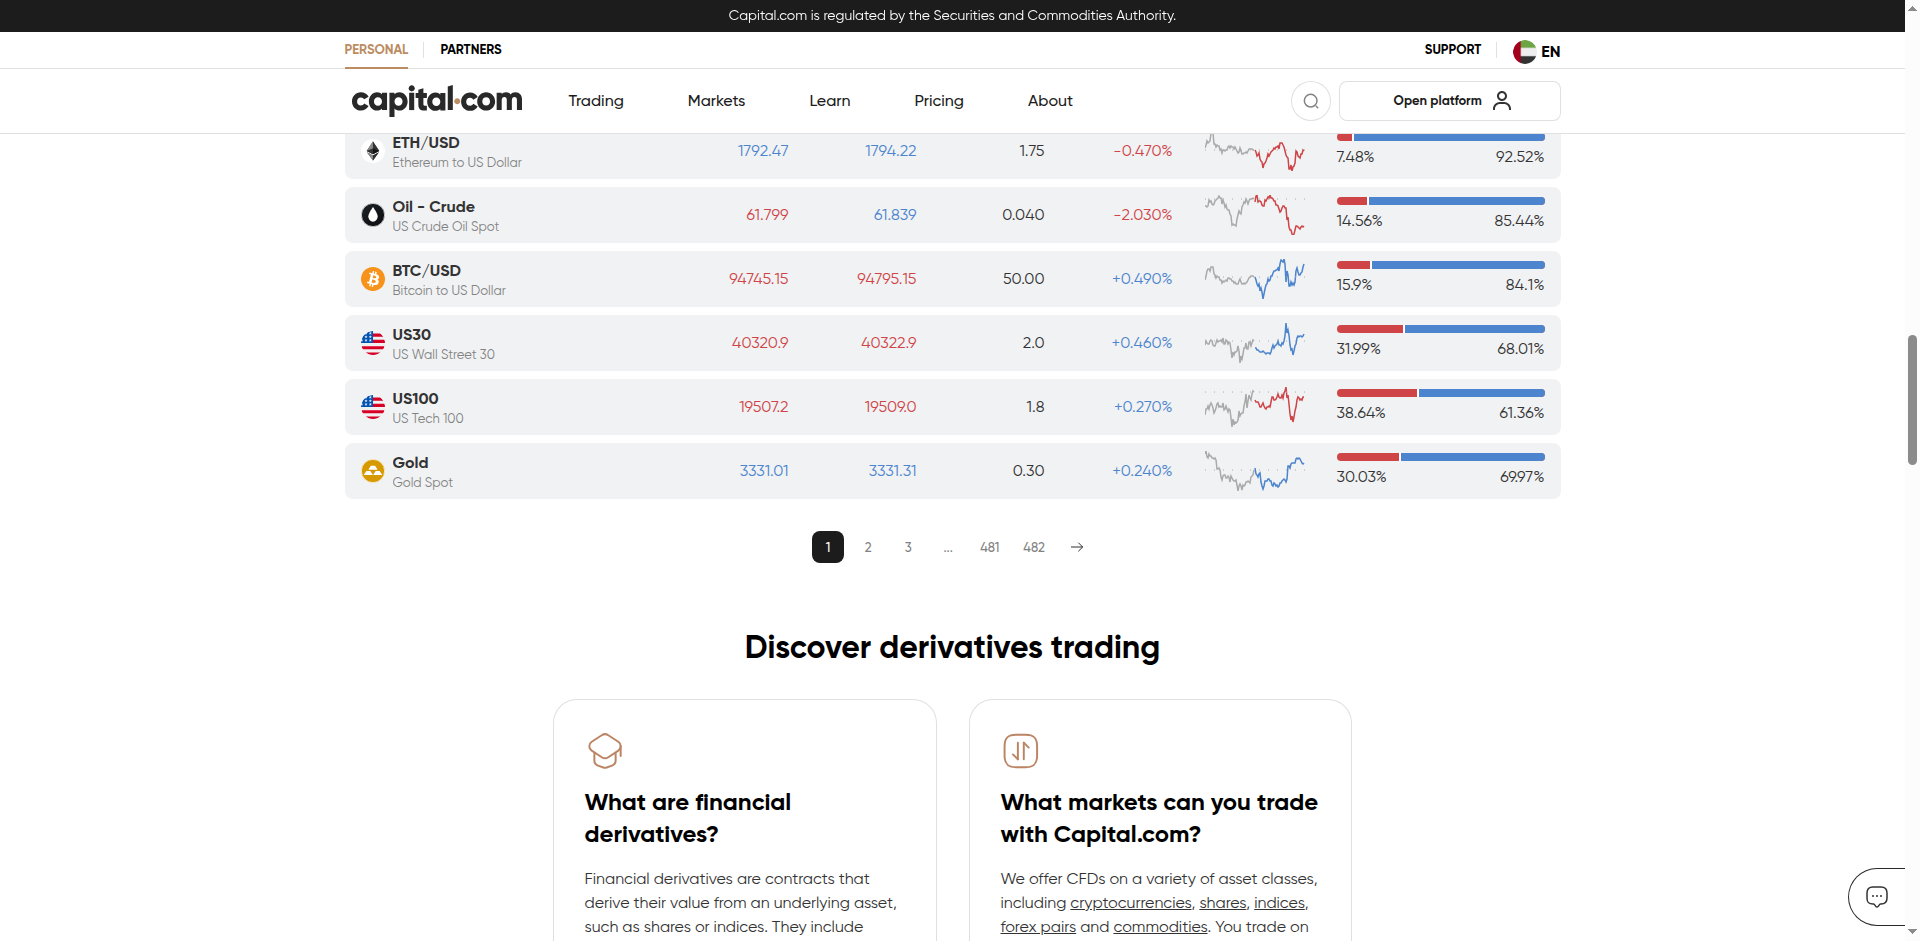 Capital.com is regulated by the Securities and Commodities Authority.
PERSONAL PARTNERS SUPPORT EN
capital.com Trading Markets Learn Pricing About Open platform
ETH/USD
Ethereum to US Dollar
1792.47 1794.22 1.75 -0.470%
7.48% 92.52%
Oil - Crude
US Crude Oil Spot
61.799 61.839 0.040 -2.030%
14.56% 85.44%
BTC/USD
Bitcoin to US Dollar
94745.15 94795.15 50.00 +0.490%
15.9% 84.1%
US30
US Wall Street 30
40320.9 40322.9 2.0 +0.460%
31.99% 68.01%
US100
US Tech 100
19507.2 19509.0 1.8 +0.270%
38.64% 61.36%
Gold
Gold Spot
3331.01 3331.31 0.30 +0.240%
30.03% 69.97%
1 2 3 ... 481 482
Discover derivatives trading
What are financial
derivatives?
Financial derivatives are contracts that
derive their value from an underlying asset,
such as shares or indices. They include
What markets can you trade
with Capital.com?
We offer CFDs on a variety of asset classes,
including cryptocurrencies, shares, indices,
forex pairs and commodities. You trade on